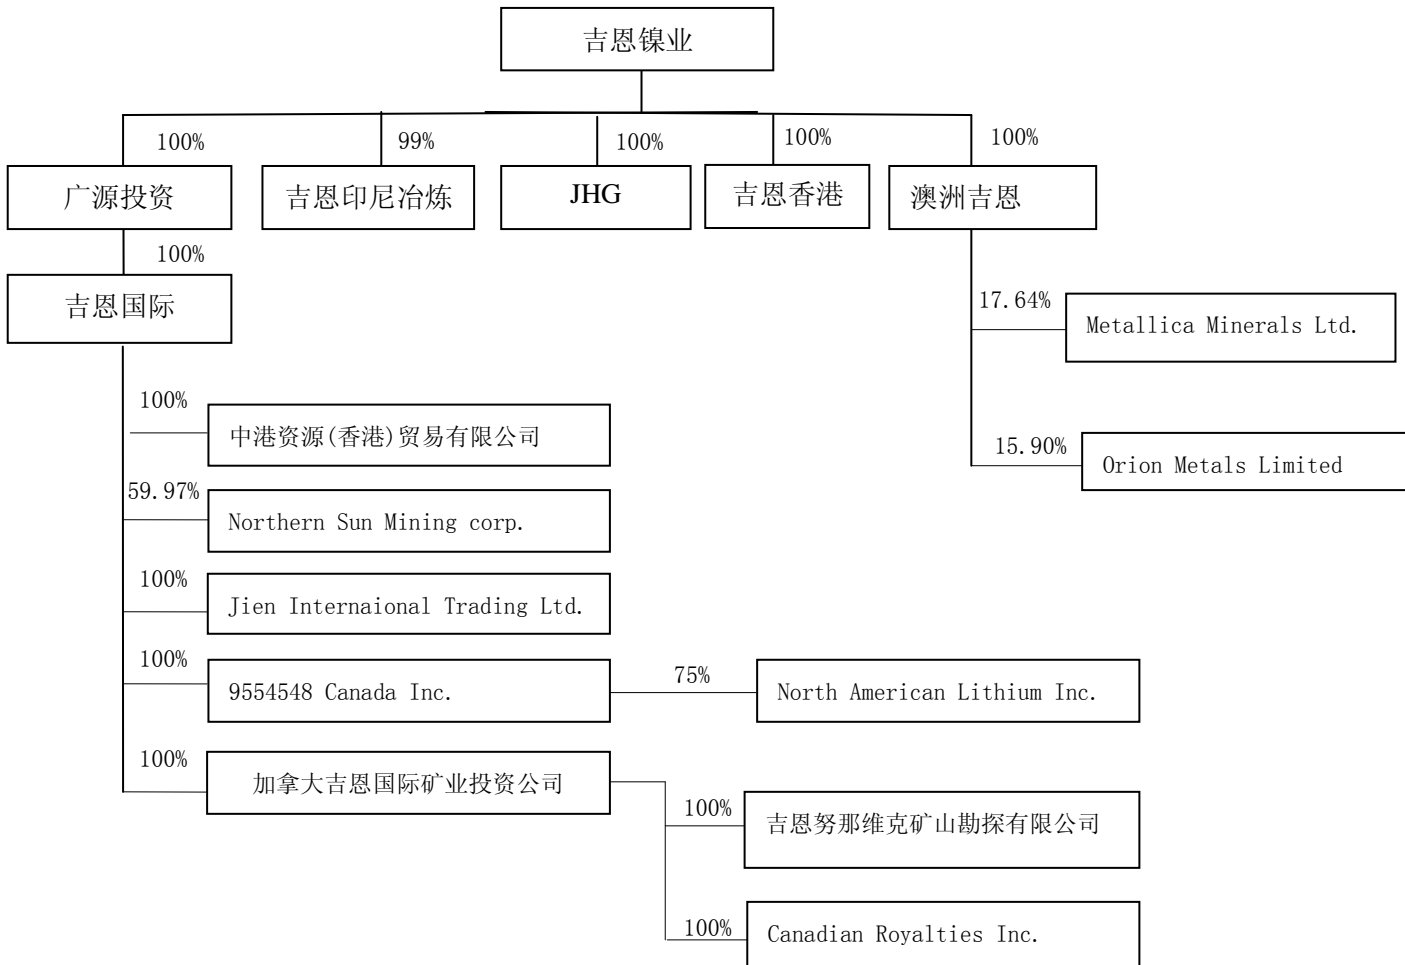 吉恩镍业
100%
99%
100%
100%
100%
广源投资
吉恩印尼冶炼
JHG
吉恩香港
澳洲吉恩
100%
吉恩国际
17.64%
Metallica Minerals Ltd.
100%
中港资源(香港)贸易有限公司
15.90%
Orion Metals Limited
59.97%
Northern Sun Mining corp.
100%
Jien Internaional Trading Ltd.
100%
9554548 Canada Inc.
75%
North American Lithium Inc.
100%
加拿大吉恩国际矿业投资公司
100%
吉恩努那维克矿山勘探有限公司
100%
Canadian Royalties Inc.